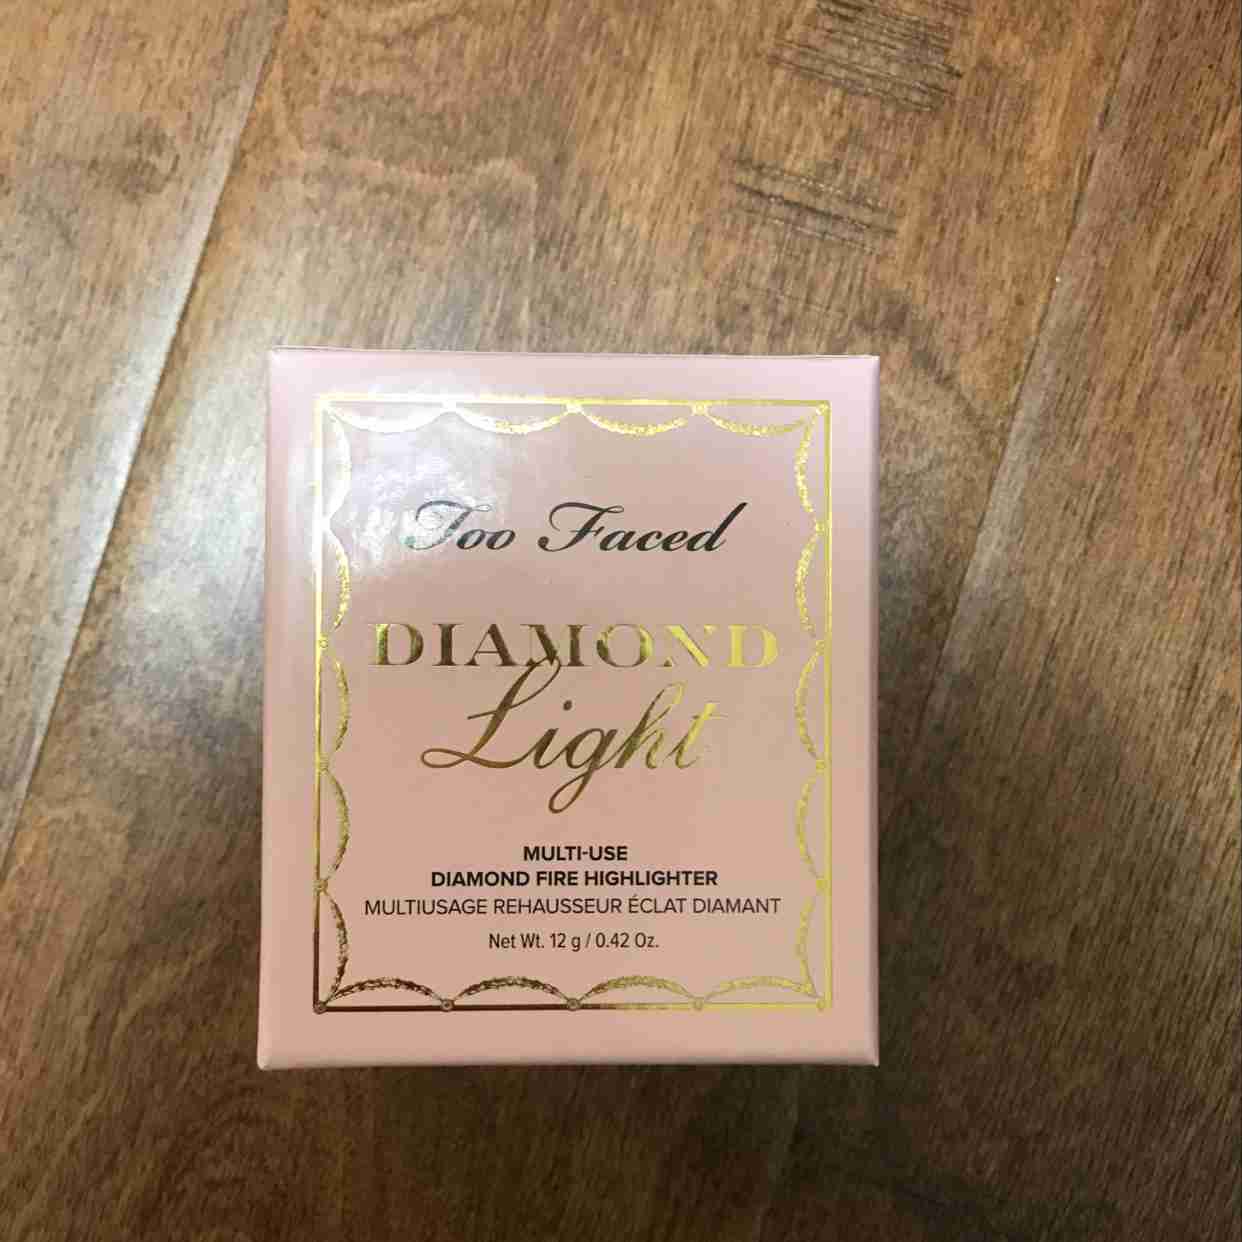 Too Faced
DIAMOND
Light
MULTI-USE
DIAMOND FIRE HIGHLIGHTER
MULTIUSAGE REHAUSSEUR ÉCLAT DIAMANT
Net Wt. 12 g / 0.42 Oz.